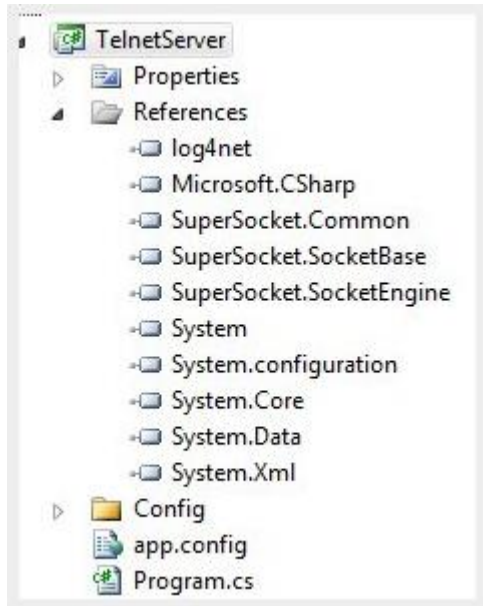 TelnetServer
Properties
References
log4net
Microsoft.CSharp
SuperSocket.Common
SuperSocket.SocketBase
SuperSocket.SocketEngine
System
System.configuration
System.Core
System.Data
System.Xml
Config
app.config
Program.cs